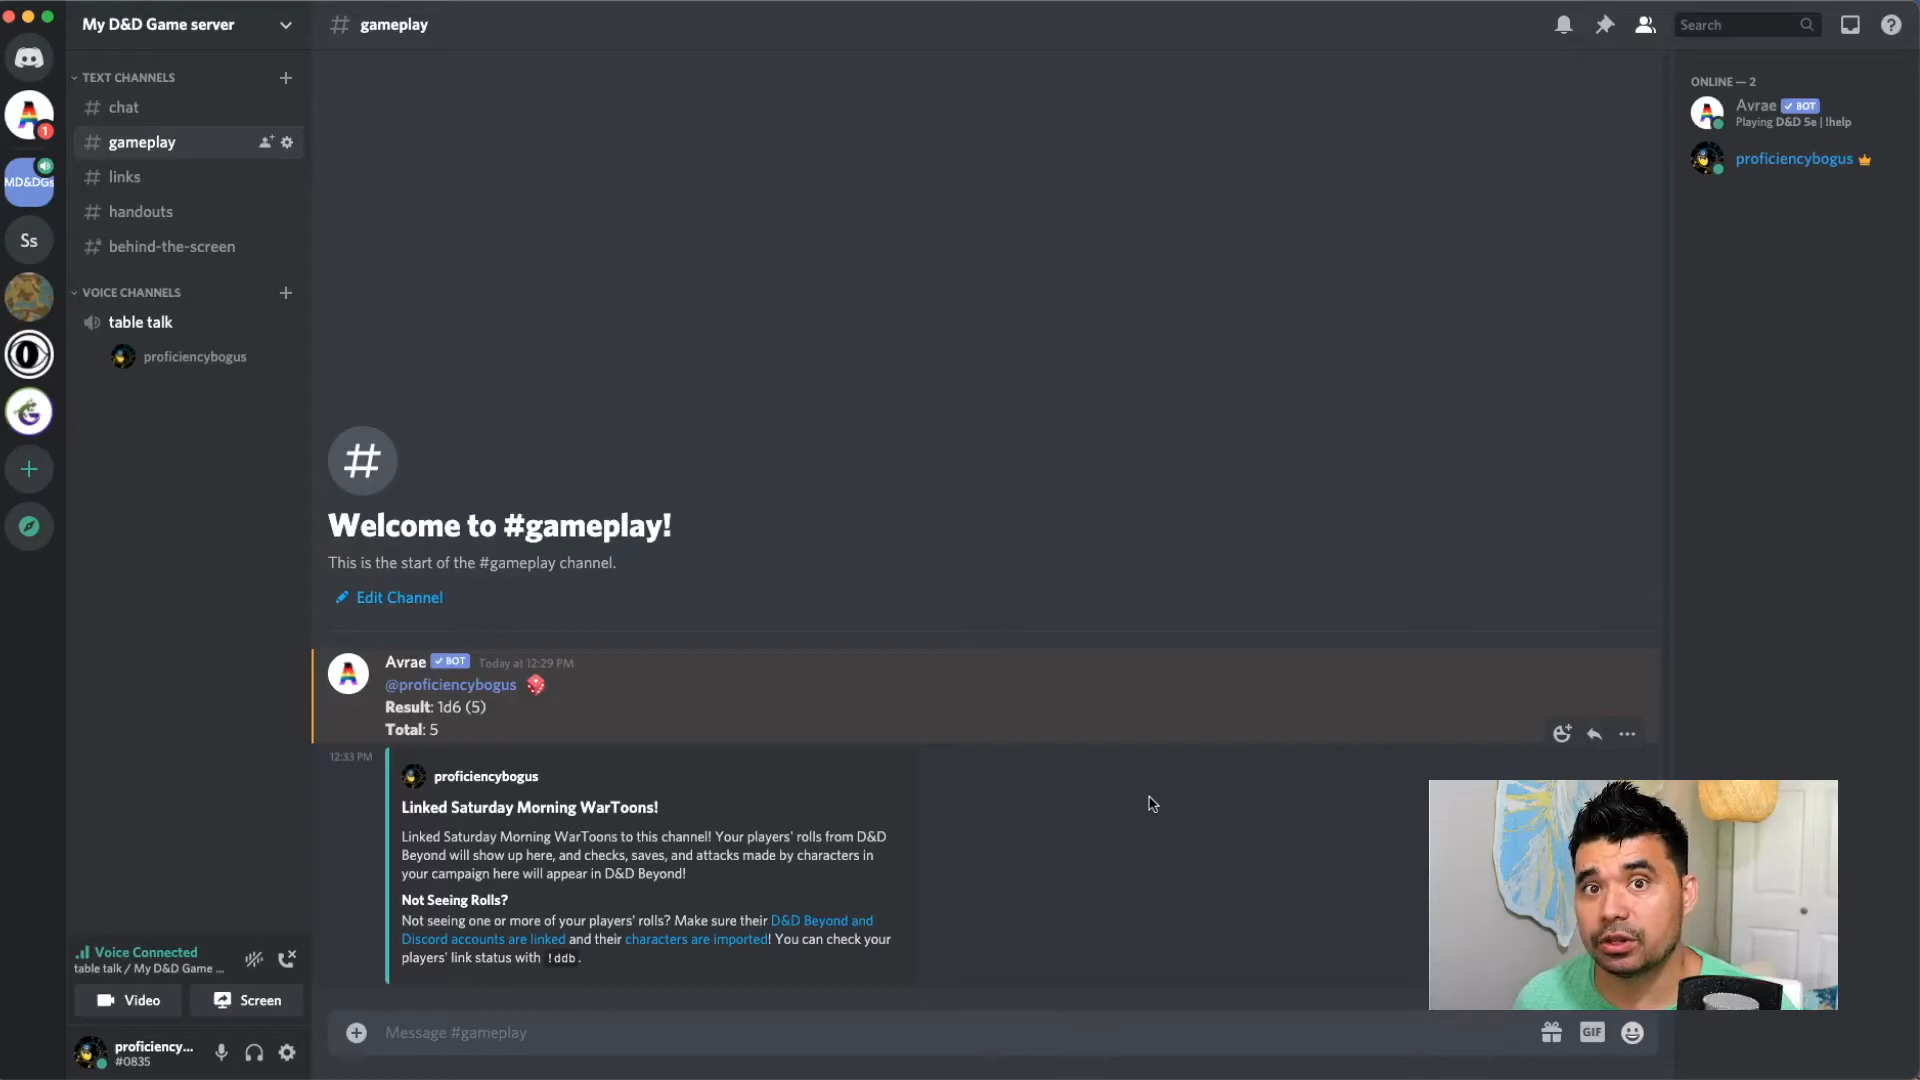 My D&D Game server
# gameplay
Search
TEXT CHANNELS
# chat
# gameplay
# links
# handouts
# behind-the-screen
VOICE CHANNELS
table talk
proficiencybogus
A
1
MD&DGs
Ss
G
Welcome to #gameplay!
This is the start of the #gameplay channel.
Edit Channel
Avrae ✓ BOT Today at 12:29 PM
@proficiencybogus
Result: 1d6 (5)
Total: 5
12:33 PM
proficiencybogus
Linked Saturday Morning WarToons!
Linked Saturday Morning WarToons to this channel! Your players' rolls from D&D
Beyond will show up here, and checks, saves, and attacks made by characters in
your campaign here will appear in D&D Beyond!
Not Seeing Rolls?
Not seeing one or more of your players' rolls? Make sure their D&D Beyond and
Discord accounts are linked and their characters are imported! You can check your
players' link status with !ddb.
Message #gameplay
GIF
ONLINE — 2
Avrae ✓ BOT
Playing D&D 5e | !help
proficiencybogus
Voice Connected
table talk / My D&D Game ...
Video
Screen
proficiency...
#0835